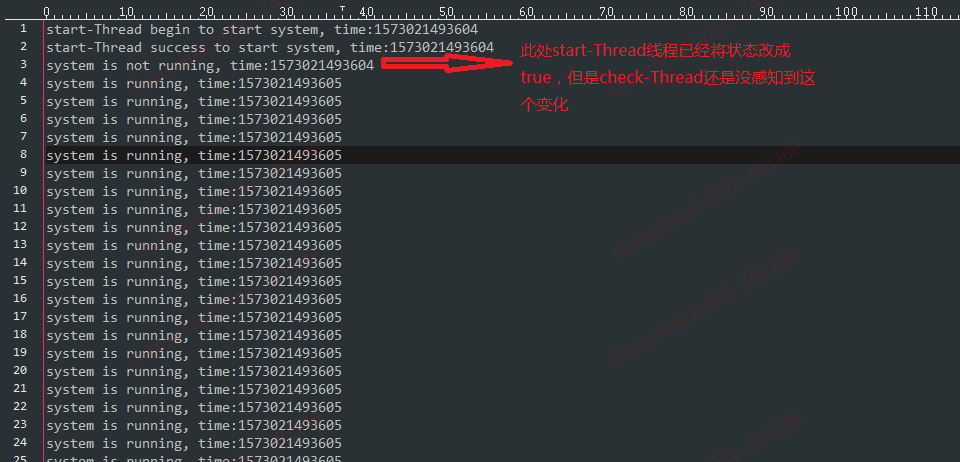 0 10 20 30 40 50 60 70 80 90 100 110
1 start-Thread begin to start system, time:1573021493604
2 start-Thread success to start system, time:1573021493604
3 system is not running, time:1573021493604
此处start-Thread线程已经将状态改成
true，但是check-Thread还是没感知到这
个变化
4 system is running, time:1573021493605
5 system is running, time:1573021493605
6 system is running, time:1573021493605
7 system is running, time:1573021493605
8 system is running, time:1573021493605
9 system is running, time:1573021493605
10 system is running, time:1573021493605
11 system is running, time:1573021493605
12 system is running, time:1573021493605
13 system is running, time:1573021493605
14 system is running, time:1573021493605
15 system is running, time:1573021493605
16 system is running, time:1573021493605
17 system is running, time:1573021493605
18 system is running, time:1573021493605
19 system is running, time:1573021493605
20 system is running, time:1573021493605
21 system is running, time:1573021493605
22 system is running, time:1573021493605
23 system is running, time:1573021493605
24 system is running, time:1573021493605
25 system is running, time:1573021493605